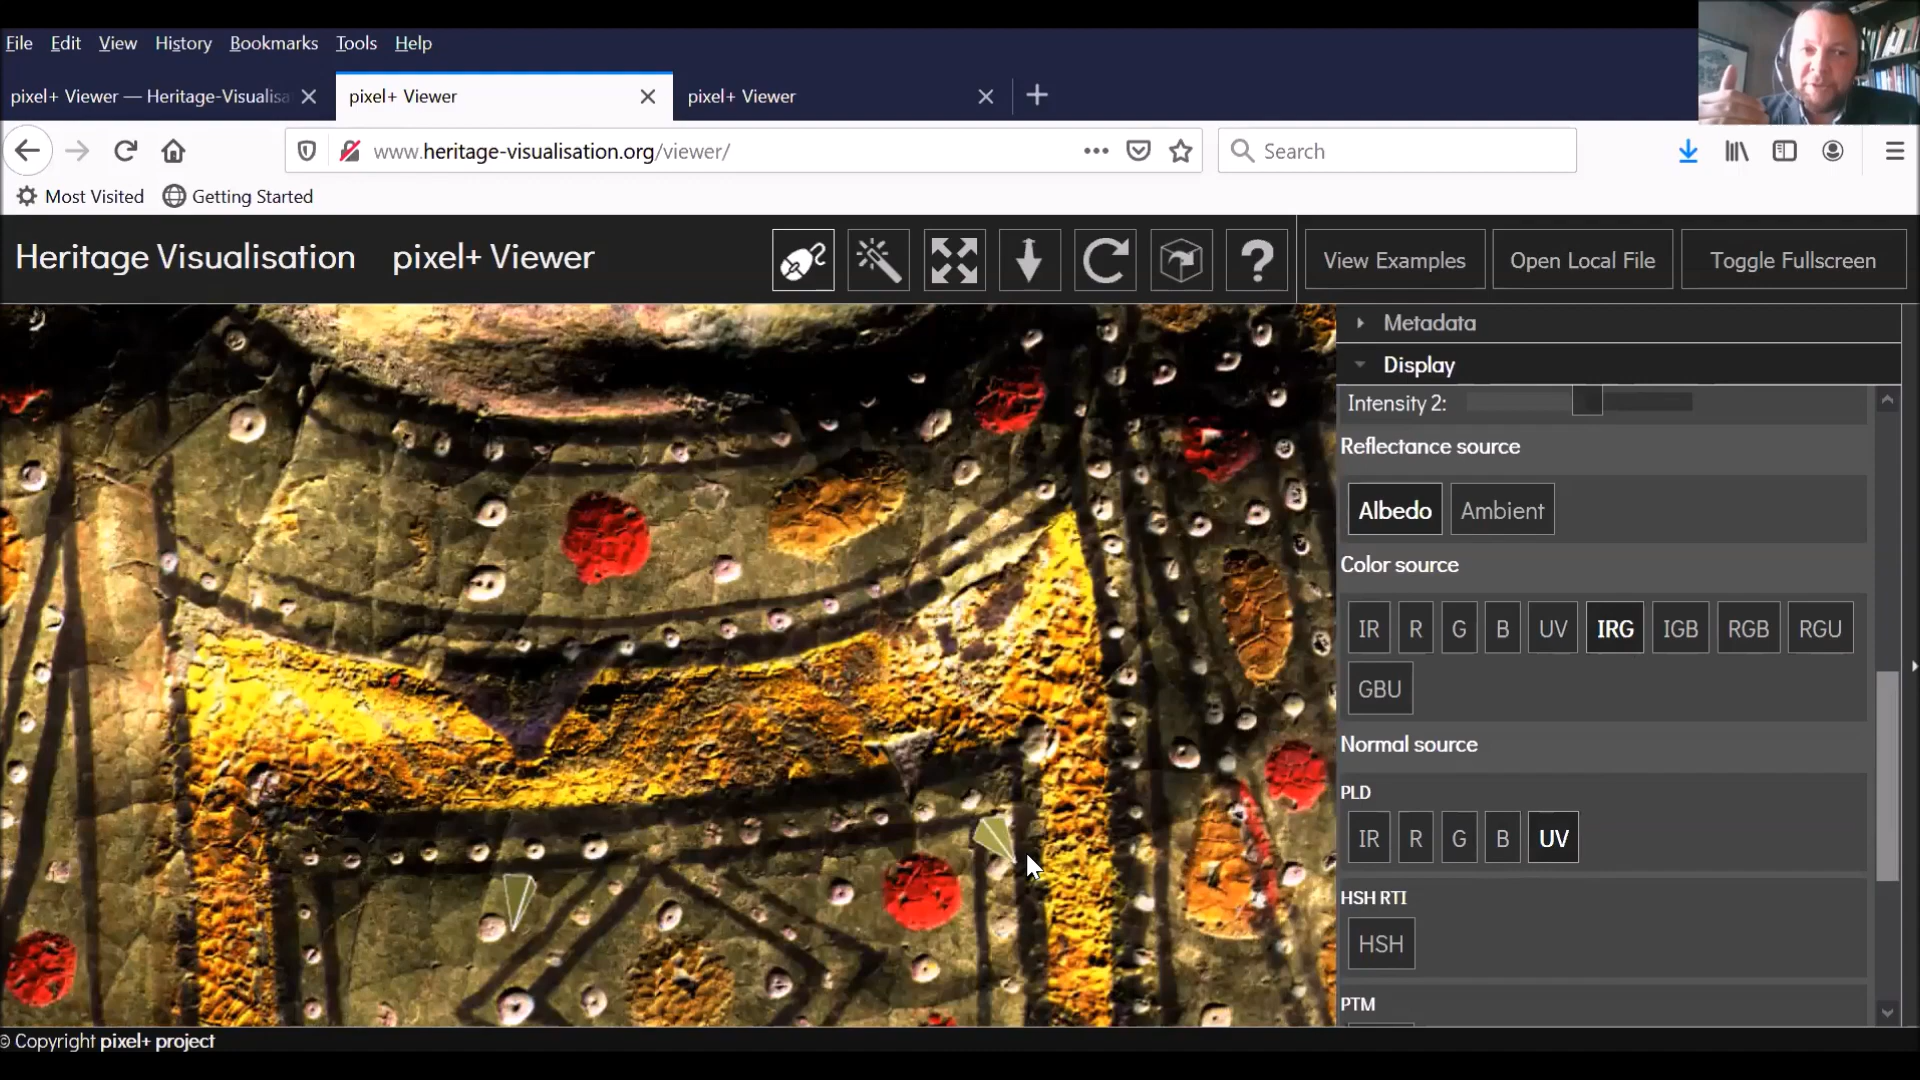 File Edit View History Bookmarks Tools Help
pixel+ Viewer — Heritage-Visualisa
pixel+ Viewer
pixel+ Viewer
www.heritage-visualisation.org/viewer/
Search
Most Visited
Getting Started
Heritage Visualisation
pixel+ Viewer
?
View Examples
Open Local File
Toggle Fullscreen
Metadata
Display
Intensity 2:
Reflectance source
Albedo Ambient
Color source
IR R G B UV IRG IGB RGB RGU
GBU
Normal source
PLD
IR R G B UV
HSH RTI
HSH
PTM
© Copyright pixel+ project